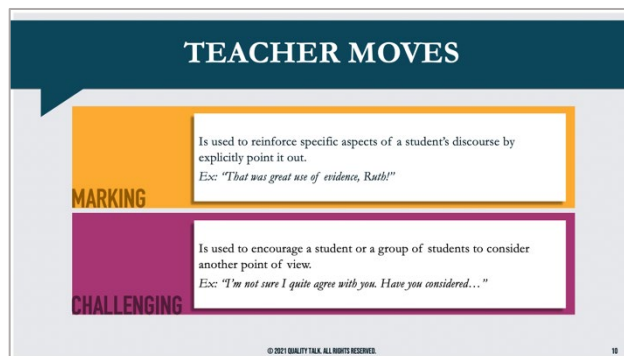 TEACHER MOVES
Is used to reinforce specific aspects of a student's discourse by
explicitly point it out.
Ex: "That was great use of evidence, Ruth!"
MARKING
Is used to encourage a student or a group of students to consider
another point of view.
Ex: "I'm not sure I quite agree with you. Have you considered…"
CHALLENGING
© 2021 QUALITY TALK. ALL RIGHTS RESERVED.
10